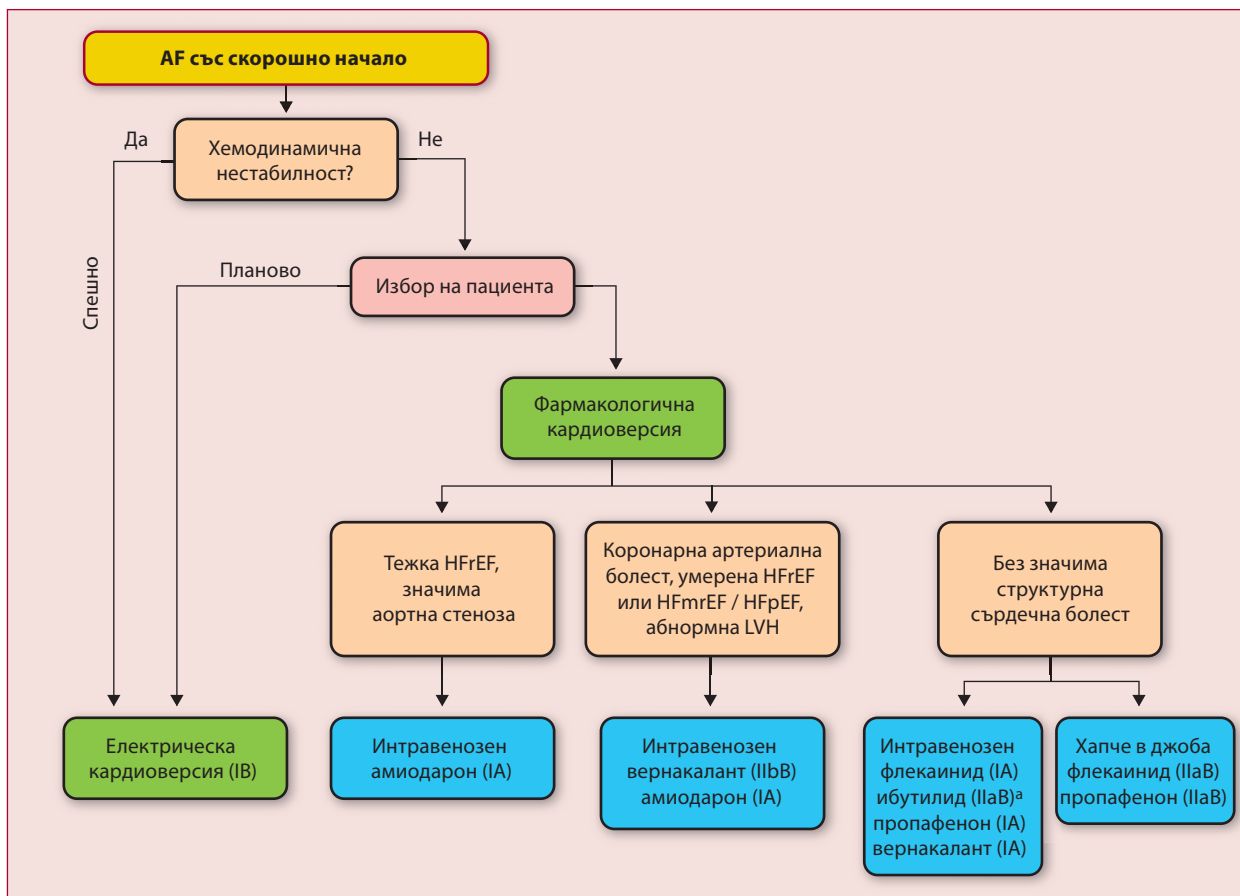 AF със скорошно начало
Да
Не
Хемодинамична
нестабилност?
Спешно
Планово
Избор на пациента
Фармакологична
кардиоверсия
Тежка HFrEF,
значима
аортна стеноза
Коронарна артериална
болест, умерена HFrEF
или HFmrEF / HFpEF,
абнормна LVH
Без значима
структурна
сърдечна болест
Електрическа
кардиоверсия (IB)
Интравенозен
амиодарон (IA)
Интравенозен
вернакалант (IIbB)
амиодарон (IA)
Интравенозен
флекаинид (IA)
ибутилид (IIaB)ᵃ
пропафенон (IA)
вернакалант (IA)
Хапче в джоба
флекаинид (IIaB)
пропафенон (IIaB)